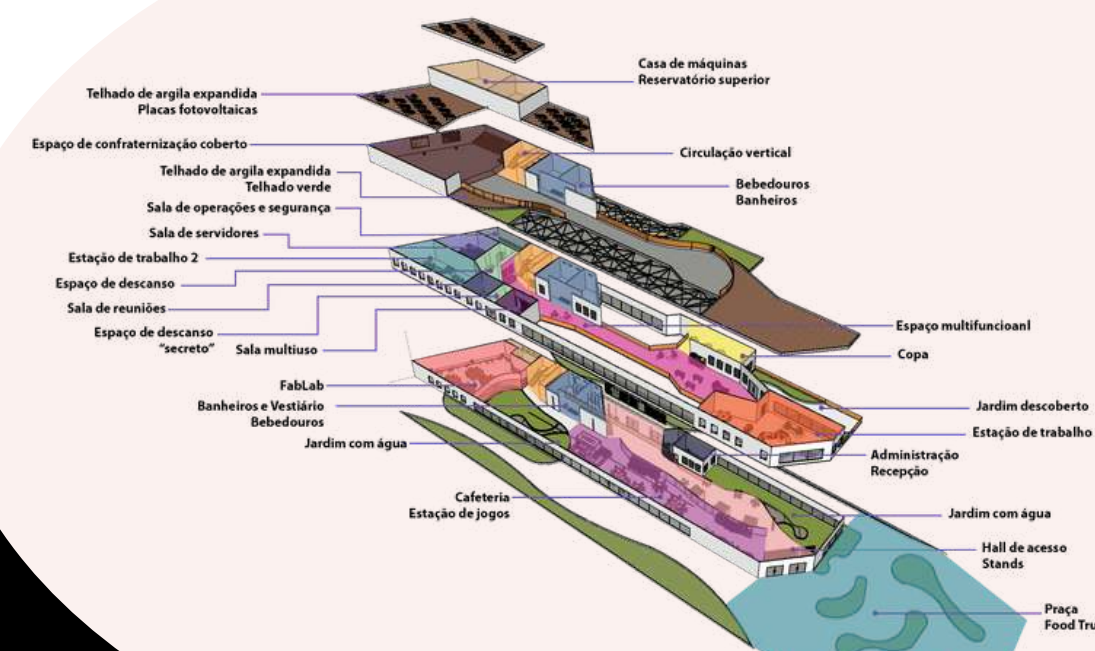 Casa de máquinas
Reservatório superior
Telhado de argila expandida
Placas fotovoltaicas
Espaço de confraternização coberto
Circulação vertical
Telhado de argila expandida
Telhado verde
Bebedouros
Banheiros
Sala de operações e segurança
Sala de servidores
Estação de trabalho 2
Espaço de descanso
Sala de reuniões
Espaço de descanso
“secreto”
Sala multiuso
Espaço multifuncioanl
Copa
FabLab
Banheiros e Vestiário
Bebedouros
Jardim com água
Jardim descoberto
Estação de trabalho
Administração
Recepção
Cafeteria
Estação de jogos
Jardim com água
Hall de acesso
Stands
Praça
Food Tru